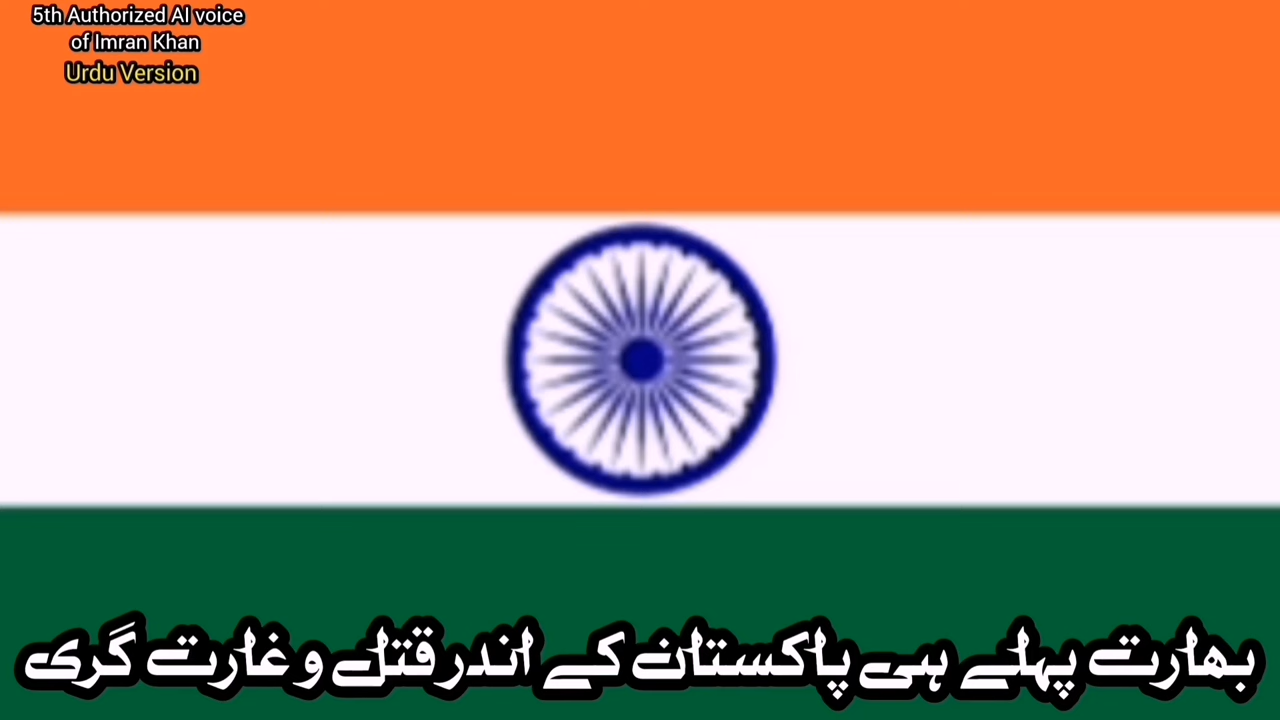 5th Authorized AI voice
of Imran Khan
Urdu Version
بھارت پہلے ہی پاکستان کے اندر قتل و غارت گری